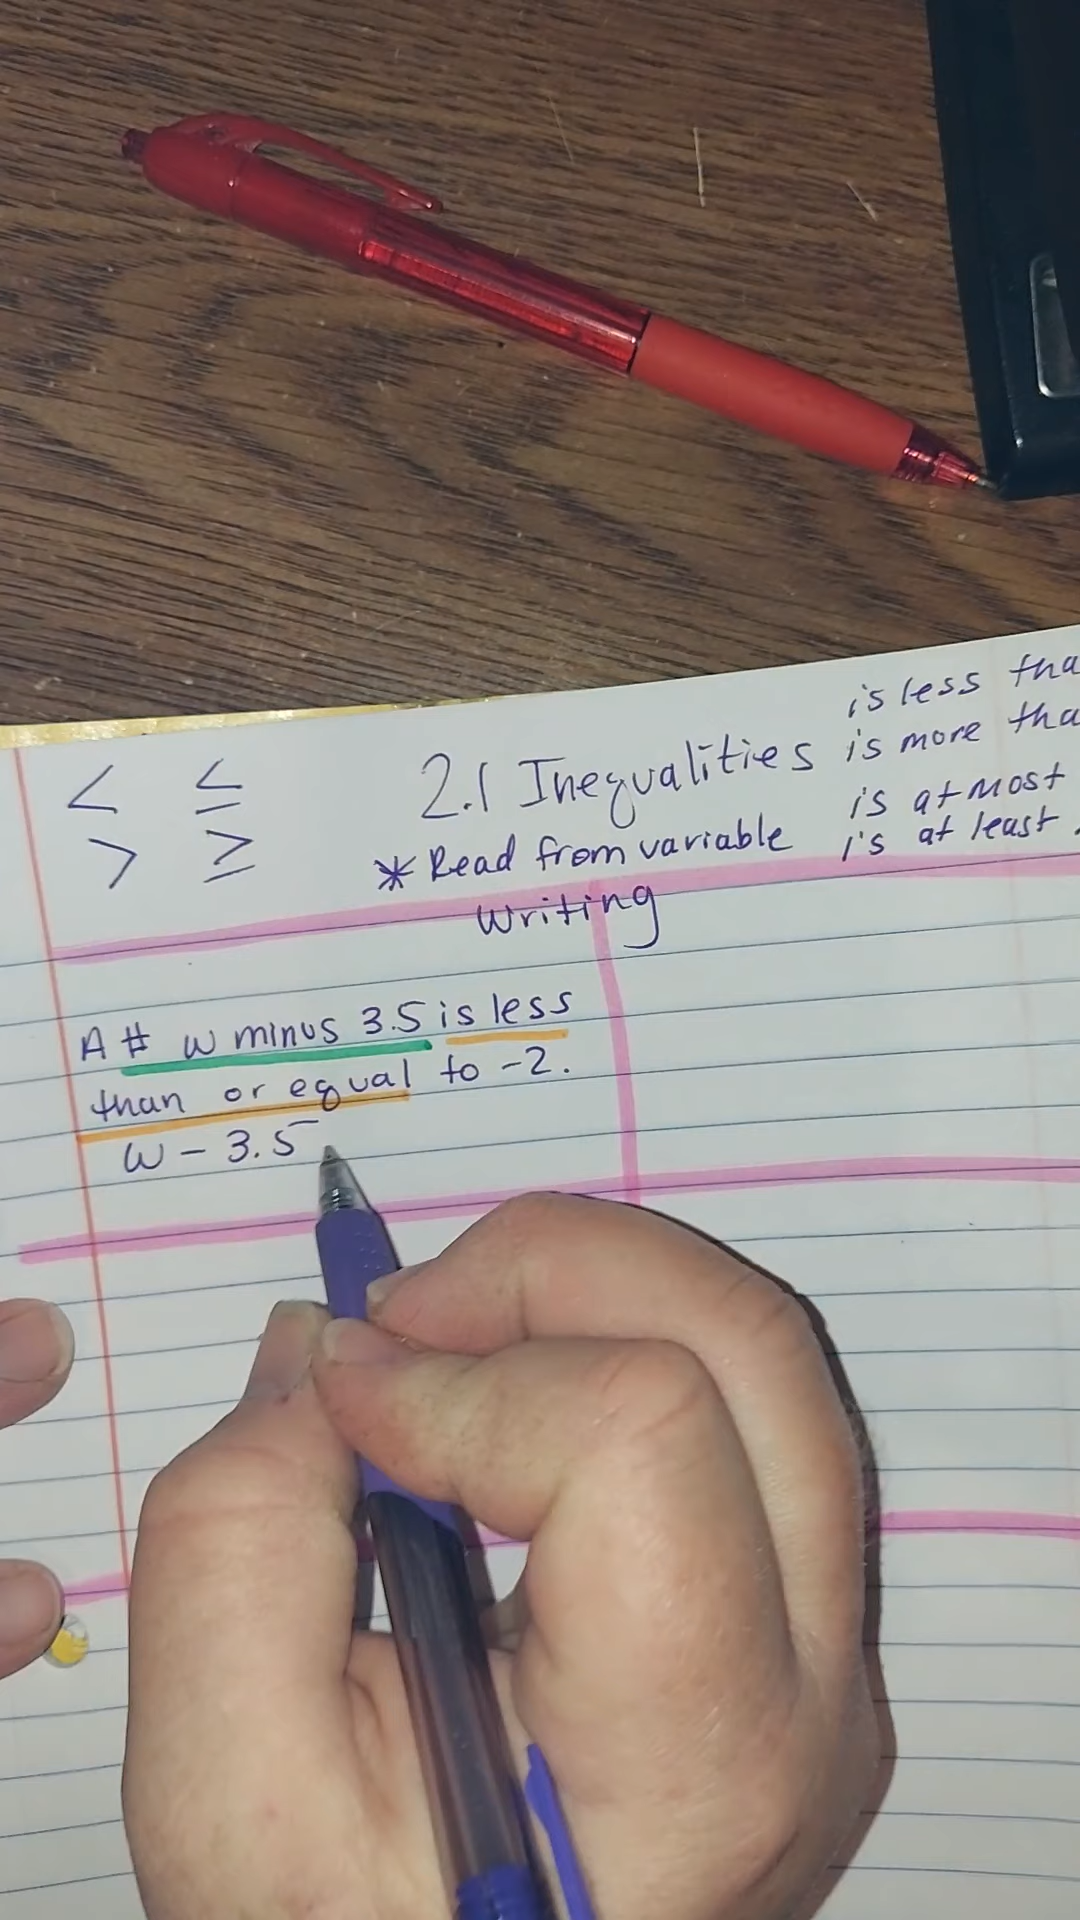 < ≤
> ≥
2.1 Inequalities
* Read from variable
is less
is more
is at most
is at least
Writing
A # w minus 3.5 is less
than or equal to -2.
w - 3.5